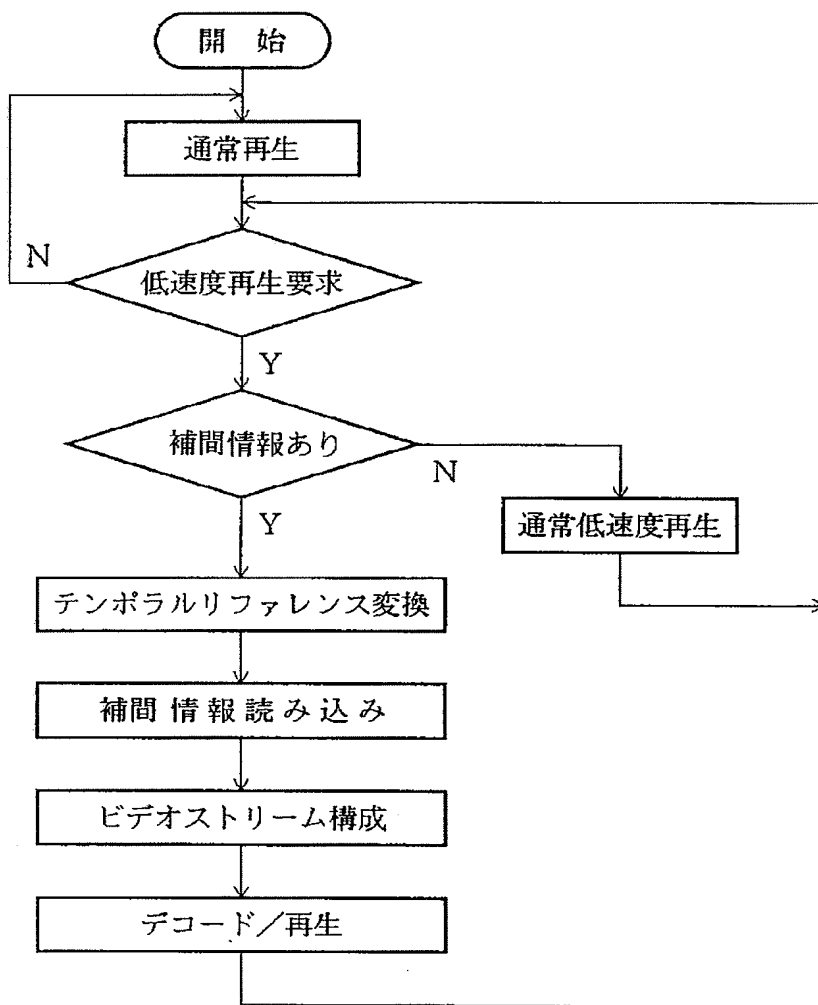 開 始
通常再生
N
低速度再生要求
Y
補間情報あり
N
Y
通常低速度再生
テンポラルリファレンス変換
補間情報読み込み
ビデオストリーム構成
デコード／再生